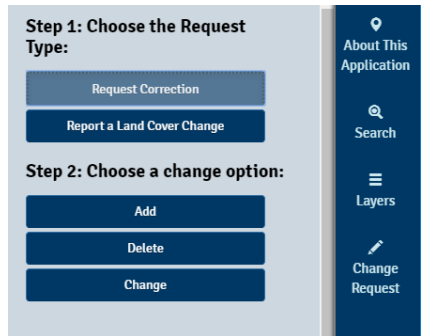 Step 1: Choose the Request
Type:
Request Correction
Report a Land Cover Change
Step 2: Choose a change option:
Add
Delete
Change
About This
Application
Search
Layers
Change
Request